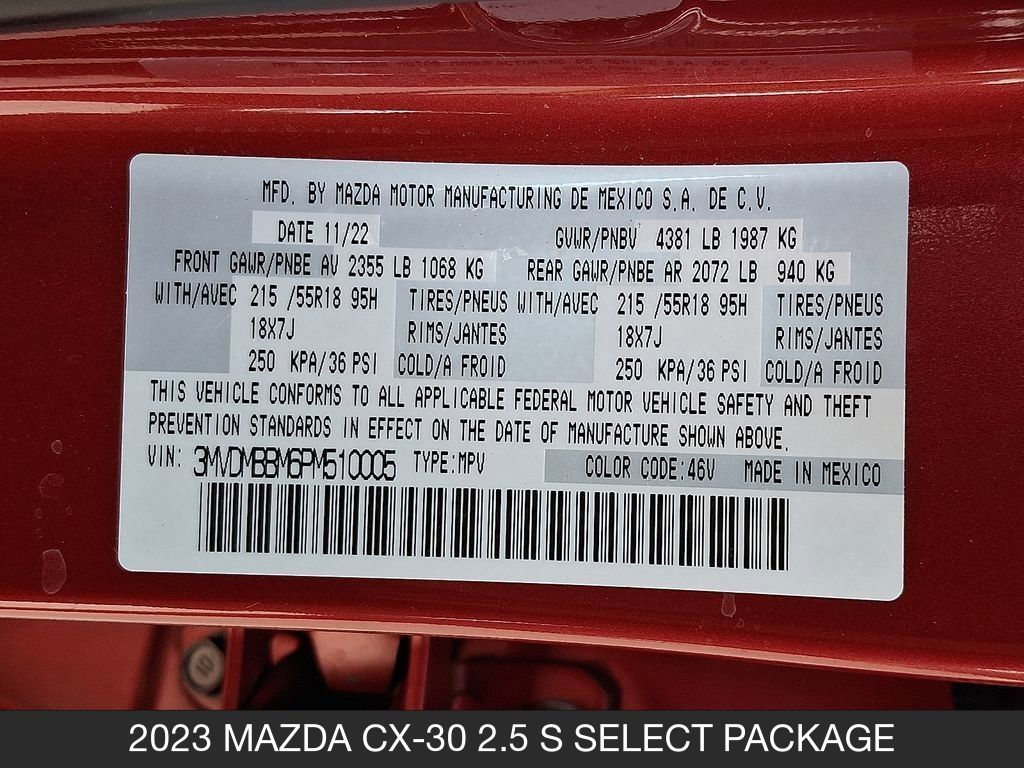 MFD. BY MAZDA MOTOR MANUFACTURING DE MEXICO S.A. DE C.V.
DATE 11/22 GVWR/PNBV 4381 LB 1987 KG
FRONT GAWR/PNBE AV 2355 LB 1068 KG REAR GAWR/PNBE AR 2072 LB 940 KG
WITH/AVEC 215 /55R18 95H TIRES/PNEUS WITH/AVEC 215 /55R18 95H TIRES/PNEUS
18X7J RIMS/JANTES 18X7J RIMS/JANTES
250 KPA/36 PSI COLD/A FROID 250 KPA/36 PSI COLD/A FROID
THIS VEHICLE CONFORMS TO ALL APPLICABLE FEDERAL MOTOR VEHICLE SAFETY AND THEFT
PREVENTION STANDARDS IN EFFECT ON THE DATE OF MANUFACTURE SHOWN ABOVE.
VIN: 3MVDMBBM6PM510005 TYPE:MPV COLOR CODE:46V MADE IN MEXICO
2023 MAZDA CX-30 2.5 S SELECT PACKAGE